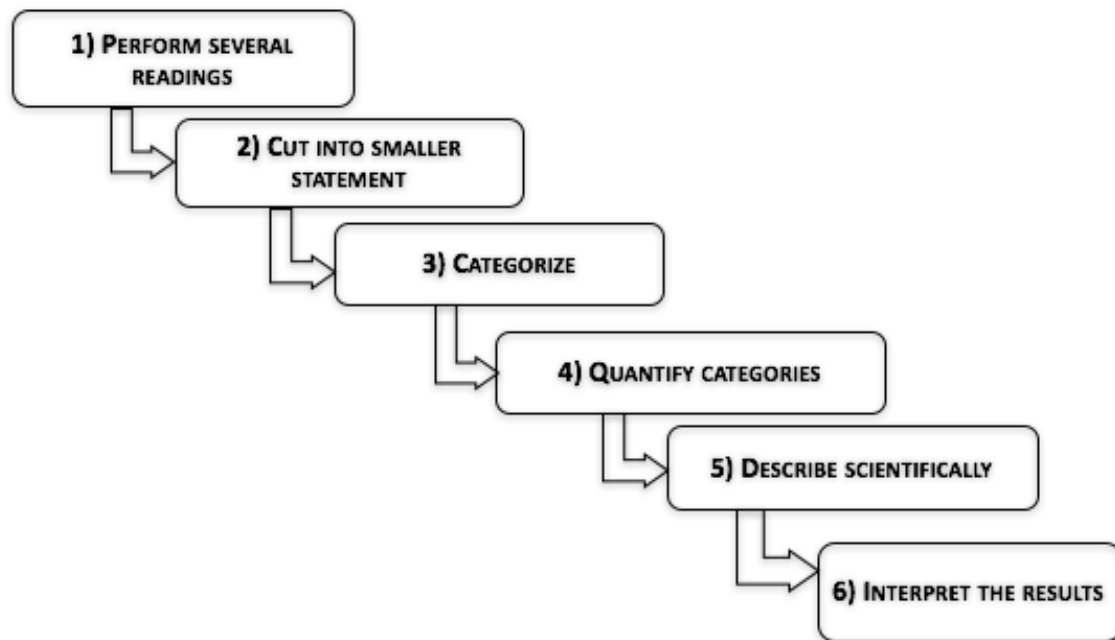 1) PERFORM SEVERAL
READINGS
2) CUT INTO SMALLER
STATEMENT
3) CATEGORIZE
4) QUANTIFY CATEGORIES
5) DESCRIBE SCIENTIFICALLY
6) INTERPRET THE RESULTS